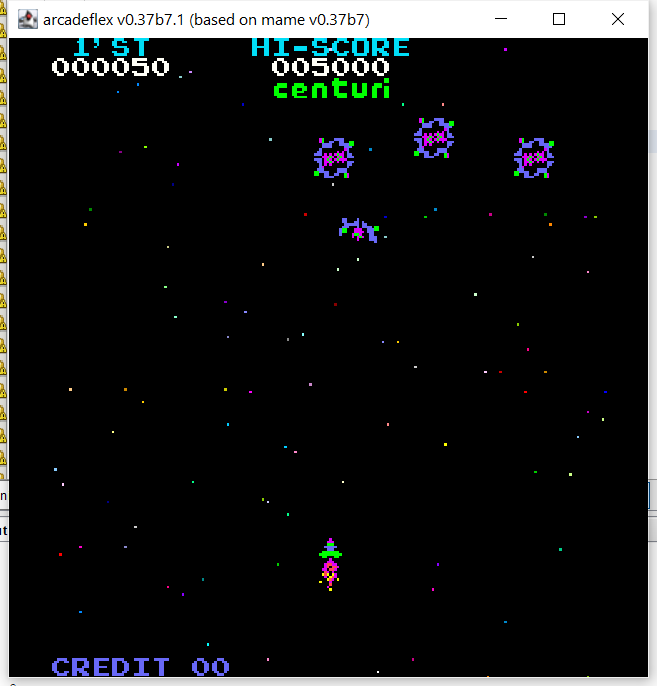 arcadeflex v0.37b7.1 (based on mame v0.37b7)
1'ST HI-SCORE
000050 005000
centuri
CREDIT 00